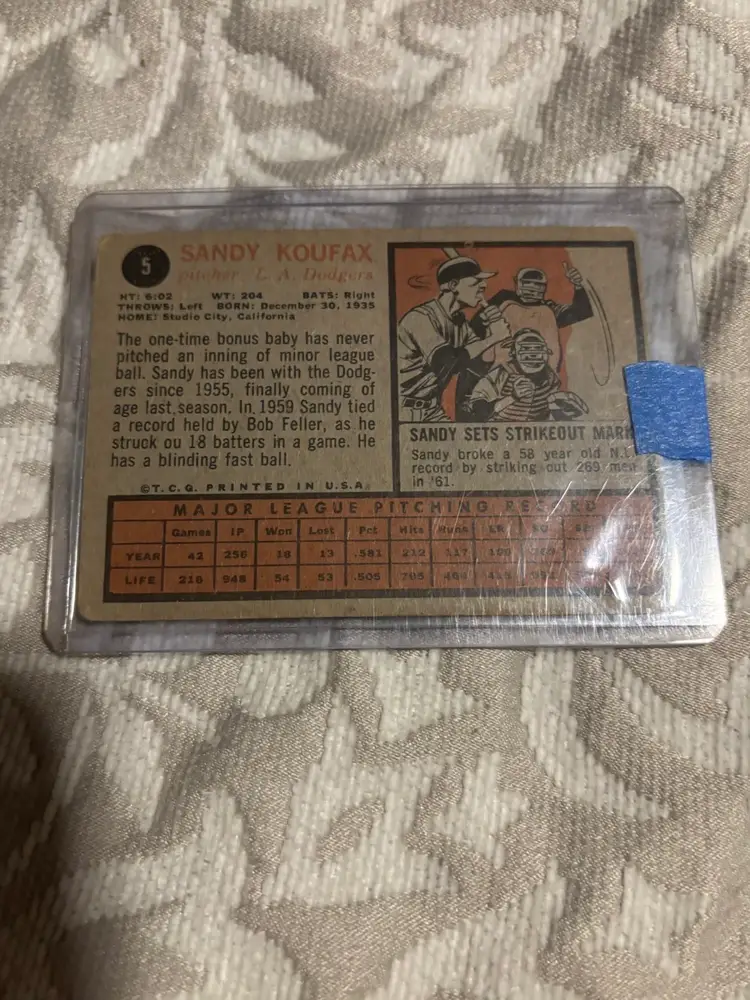 5
SANDY KOUFAX
pitcher L. A. Dodgers
HT: 6:02 WT: 204 BATS: Right
THROWS: Left BORN: December 30, 1935
HOME: Studio City, California
The one-time bonus baby has never
pitched an inning of minor league
ball. Sandy has been with the Dodg-
ers since 1955, finally coming of
age last season. In 1959 Sandy tied
a record held by Bob Feller, as he
struck ou 18 batters in a game. He
has a blinding fast ball.
©T. C. G. PRINTED IN U. S. A.
SANDY SETS STRIKEOUT MARK
Sandy broke a 58 year old N.L.
record by striking out 269 men
in '61.
MAJOR LEAGUE PITCHING RECORD
Games IP Won Lost Pct Hits Runs ER SO
YEAR 42 256 18 13 .581 212 117
LIFE 216 948 54 53 .505 705